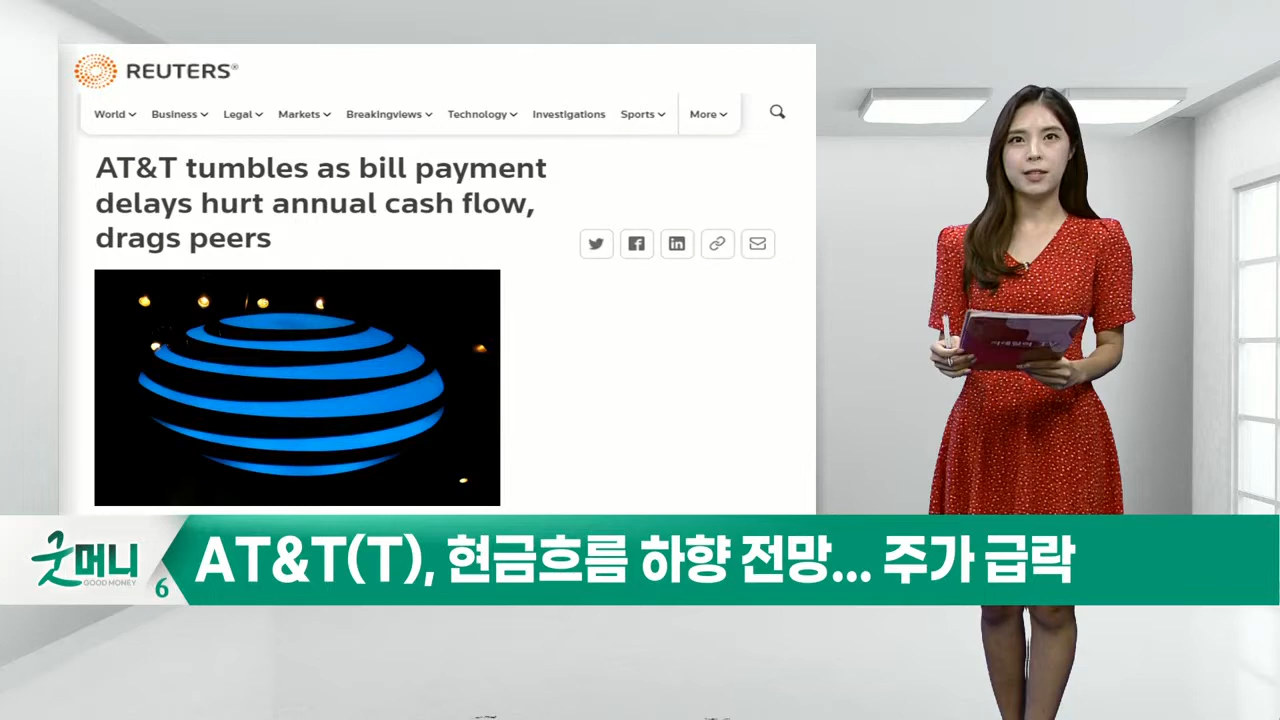 REUTERS®
World Business Legal Markets Breakingviews Technology Investigations Sports More
AT&T tumbles as bill payment
delays hurt annual cash flow,
drags peers
굿머니
GOOD MONEY
6
AT&T(T), 현금흐름 하향 전망... 주가 급락